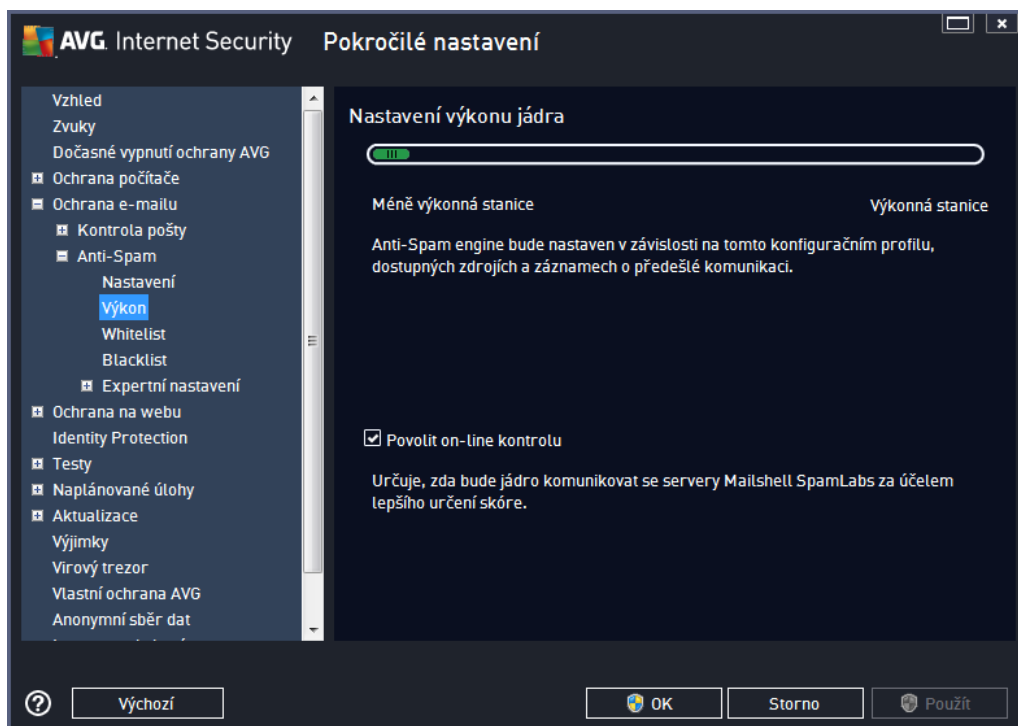 AVG. Internet Security Pokročilé nastavení
Vzhled
Zvuky
Dočasné vypnutí ochrany AVG
Ochrana počítače
Ochrana e-mailu
Kontrola pošty
Anti-Spam
Nastavení
Výkon
Whitelist
Blacklist
Expertní nastavení
Ochrana na webu
Identity Protection
Testy
Naplánované úlohy
Aktualizace
Výjimky
Virový trezor
Vlastní ochrana AVG
Anonymní sběr dat
Nastavení výkonu jádra
Méně výkonná stanice Výkonná stanice
Anti-Spam engine bude nastaven v závislosti na tomto konfiguračním profilu,
dostupných zdrojích a záznamech o předešlé komunikaci.
Povolit on-line kontrolu
Určuje, zda bude jádro komunikovat se servery Mailshell SpamLabs za účelem
lepšího určení skóre.
Výchozí OK Storno Použít